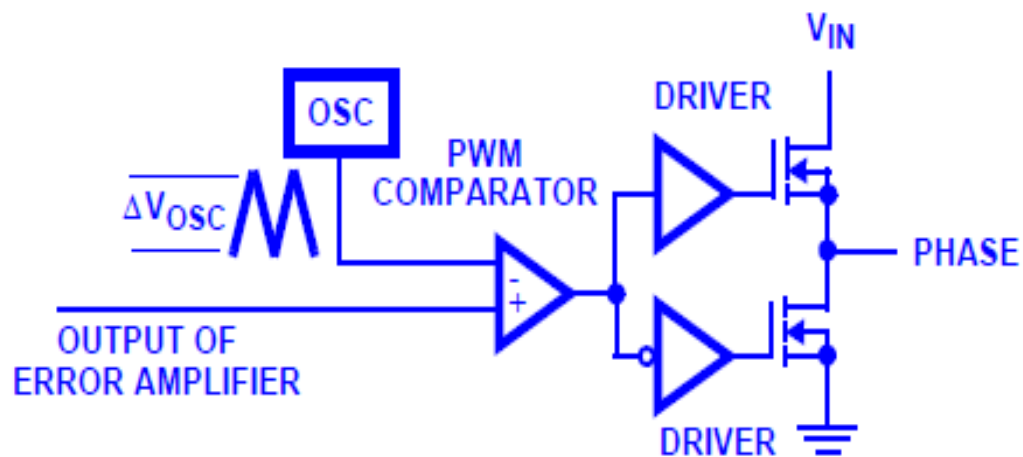 VIN
DRIVER
OSC
PWM
COMPARATOR
ΔVOSC
-
+
PHASE
OUTPUT OF
ERROR AMPLIFIER
DRIVER